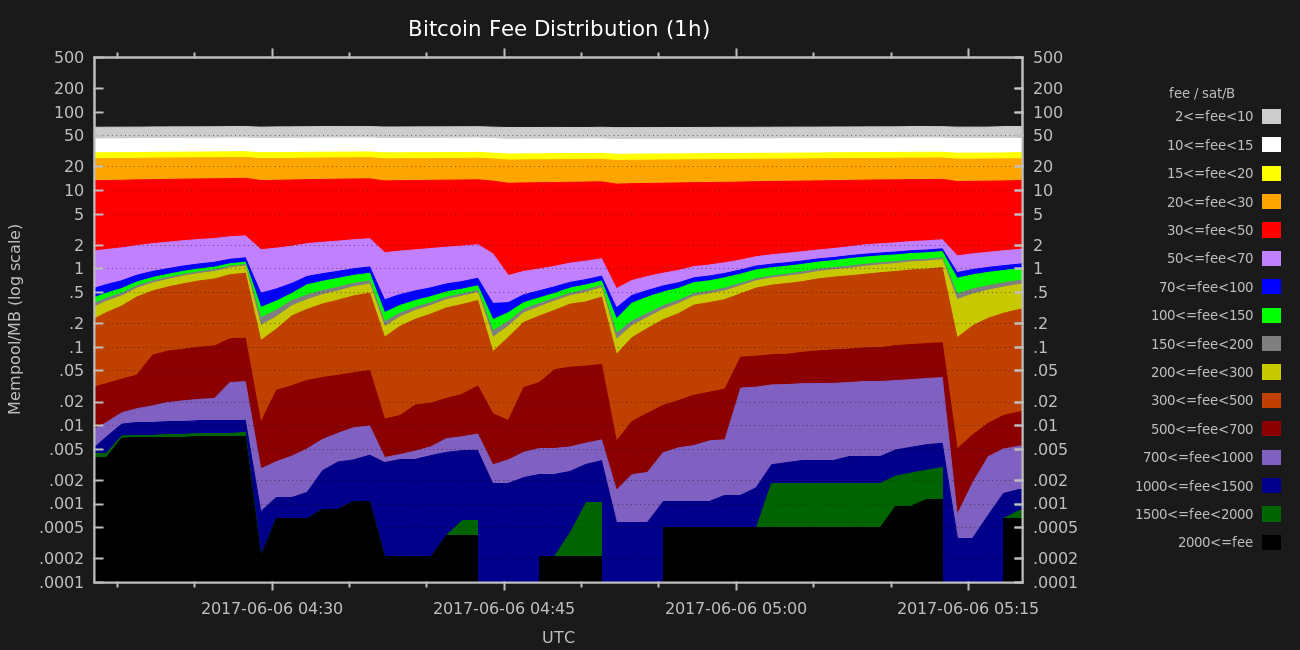 Bitcoin Fee Distribution (1h)
500 500
200 200
100 100
50 50
20 20
10 10
5 5
2 2
1 1
.5 .5
.2 .2
.1 .1
.05 .05
.02 .02
.01 .01
.005 .005
.002 .002
.001 .001
.0005 .0005
.0002 .0002
.0001 .0001
Mempool/MB (log scale)
2017-06-06 04:30 2017-06-06 04:45 2017-06-06 05:00 2017-06-06 05:15
UTC
fee / sat/B
2<=fee<10
10<=fee<15
15<=fee<20
20<=fee<30
30<=fee<50
50<=fee<70
70<=fee<100
100<=fee<150
150<=fee<200
200<=fee<300
300<=fee<500
500<=fee<700
700<=fee<1000
1000<=fee<1500
1500<=fee<2000
2000<=fee